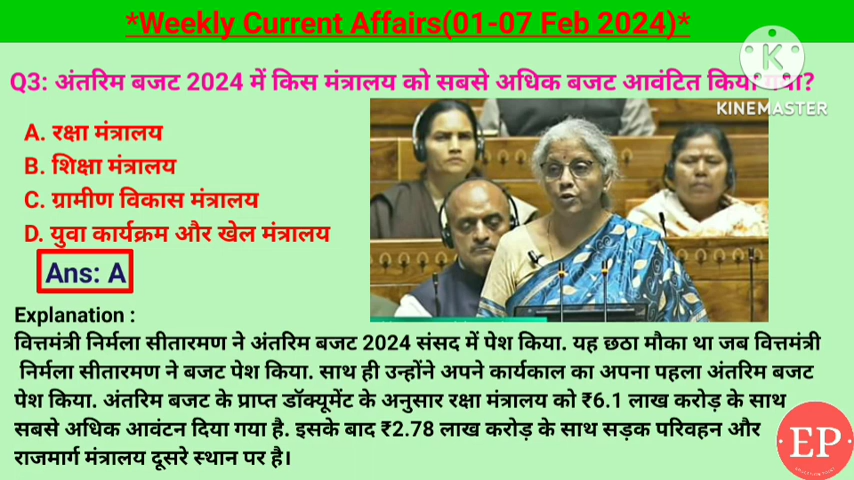 *Weekly Current Affairs(01-07 Feb 2024)*
Q3: अंतरिम बजट 2024 में किस मंत्रालय को सबसे अधिक बजट आवंटित किया गया?
KINEMASTER
A. रक्षा मंत्रालय
B. शिक्षा मंत्रालय
C. ग्रामीण विकास मंत्रालय
D. युवा कार्यक्रम और खेल मंत्रालय
Ans: A
Explanation :
वित्तमंत्री निर्मला सीतारमण ने अंतरिम बजट 2024 संसद में पेश किया. यह छठा मौका था जब वित्तमंत्री
निर्मला सीतारमण ने बजट पेश किया. साथ ही उन्होंने अपने कार्यकाल का अपना पहला अंतरिम बजट
पेश किया. अंतरिम बजट के प्राप्त डॉक्यूमेंट के अनुसार रक्षा मंत्रालय को ₹6.1 लाख करोड़ के साथ
सबसे अधिक आवंटन दिया गया है. इसके बाद ₹2.78 लाख करोड़ के साथ सड़क परिवहन और
राजमार्ग मंत्रालय दूसरे स्थान पर है।
EP